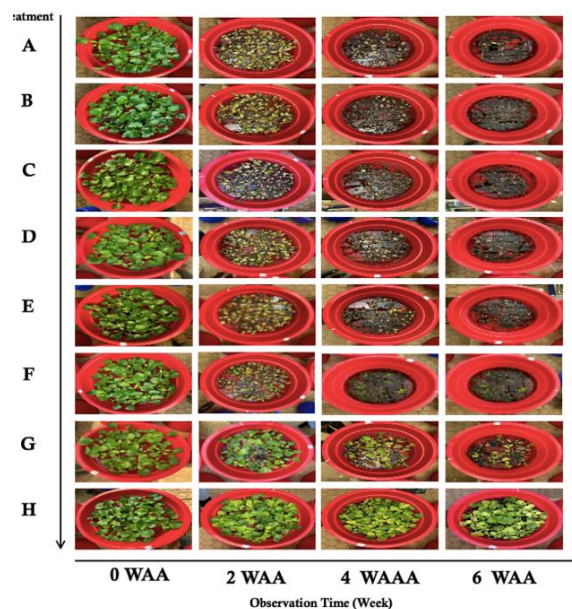 eatment
A
B
C
D
E
F
G
H
0 WAA 2 WAA 4 WAAA 6 WAA
Observation Time (Week)